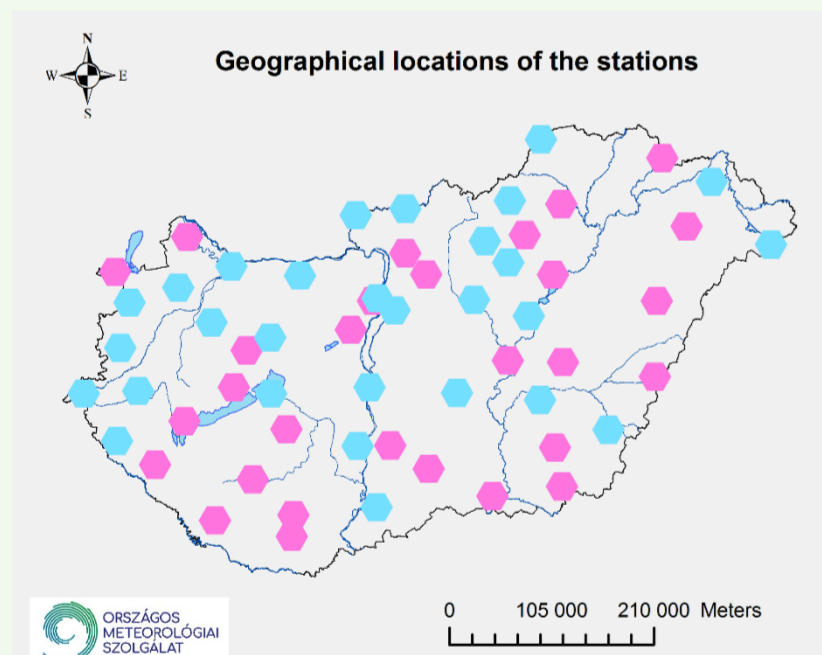 Geographical locations of the stations
N
W E
S
0 105 000 210 000 Meters
ORSZÁGOS
METEOROLÓGIAI
SZOLGÁLAT